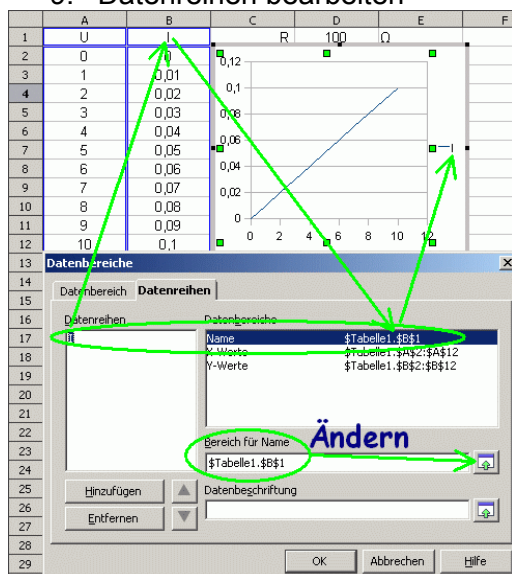 Datenreihen bearbeiten
A B C D E F
1 U I R 100 Ω
2 0 0
3 1 0,01
4 2 0,02
5 3 0,03
6 4 0,04
7 5 0,05
8 6 0,06
9 7 0,07
10 8 0,08
11 9 0,09
12 10 0,1
0,12
0,1
0,08
0,06
0,04
0,02
0
0 2 4 6 8 10 12
I
13
14
15
16
17
18
19
20
21
22
23
24
25
26
27
28
29
Datenbereiche
Datenbereich Datenreihen
Datenreihen Datenbereiche
I Name $Tabelle1.$B$1
X-Werte $Tabelle1.$A$2:$A$12
Y-Werte $Tabelle1.$B$2:$B$12
Ändern
Bereich für Name
$Tabelle1.$B$1
Hinzufügen Datenbeschriftung
Entfernen
OK Abbrechen Hilfe